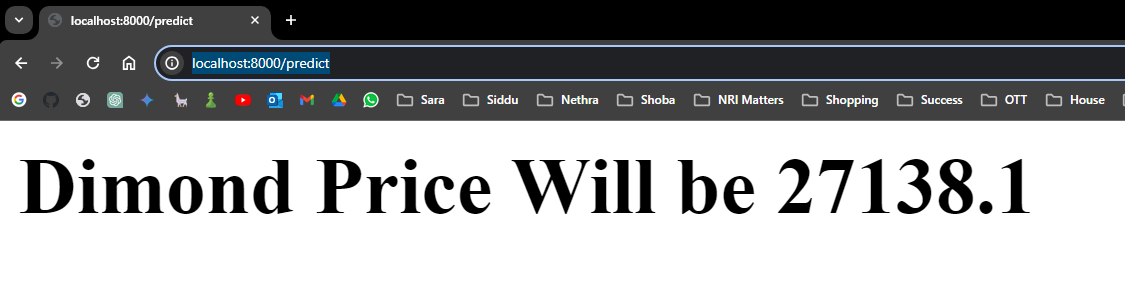 localhost:8000/predict
localhost:8000/predict
Sara Siddu Nethra Shoba NRI Matters Shopping Success OTT House
Dimond Price Will be 27138.1